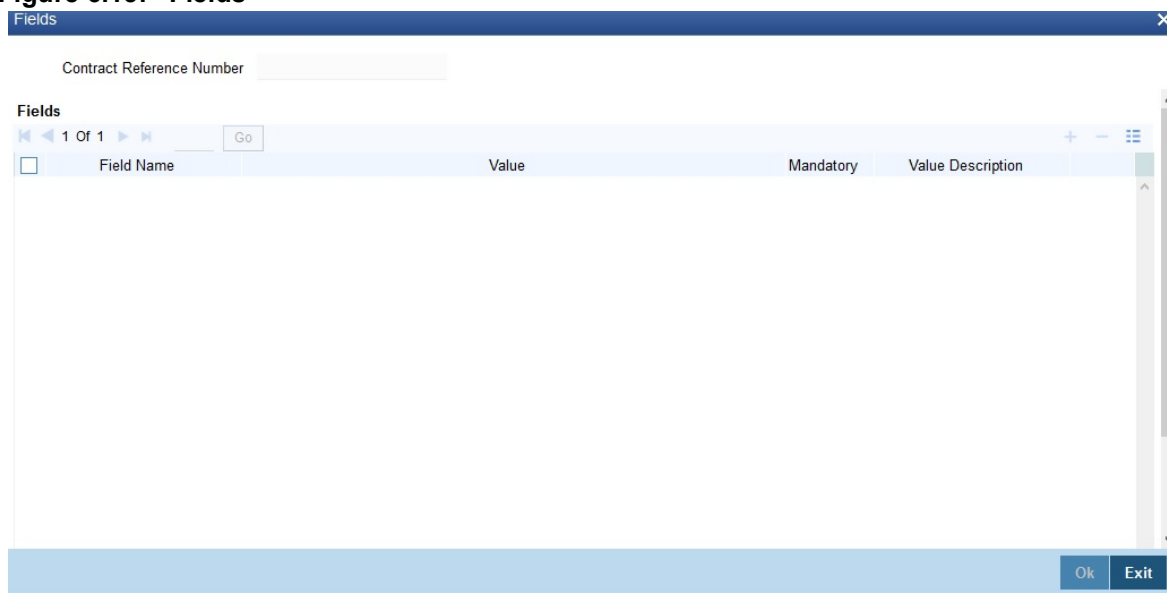 Fields
Contract Reference Number
Fields
1 Of 1 Go
Field Name Value Mandatory Value Description
Ok Exit